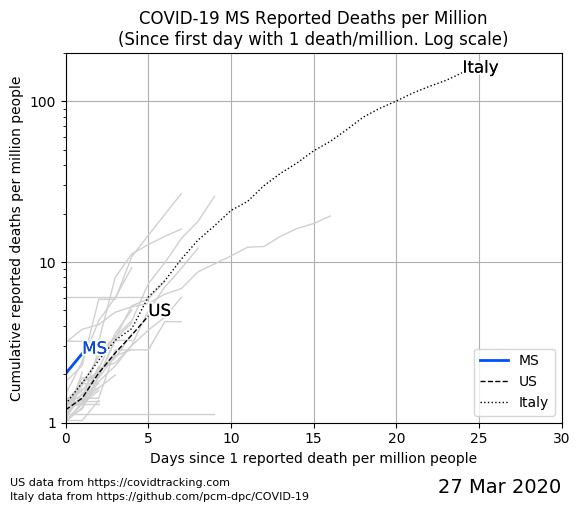 COVID-19 MS Reported Deaths per Million
(Since first day with 1 death/million. Log scale)
Cumulative reported deaths per million people
100
10
1
Italy
US
MS
MS
US
Italy
0 5 10 15 20 25 30
Days since 1 reported death per million people
US data from https://covidtracking.com
Italy data from https://github.com/pcm-dpc/COVID-19
27 Mar 2020